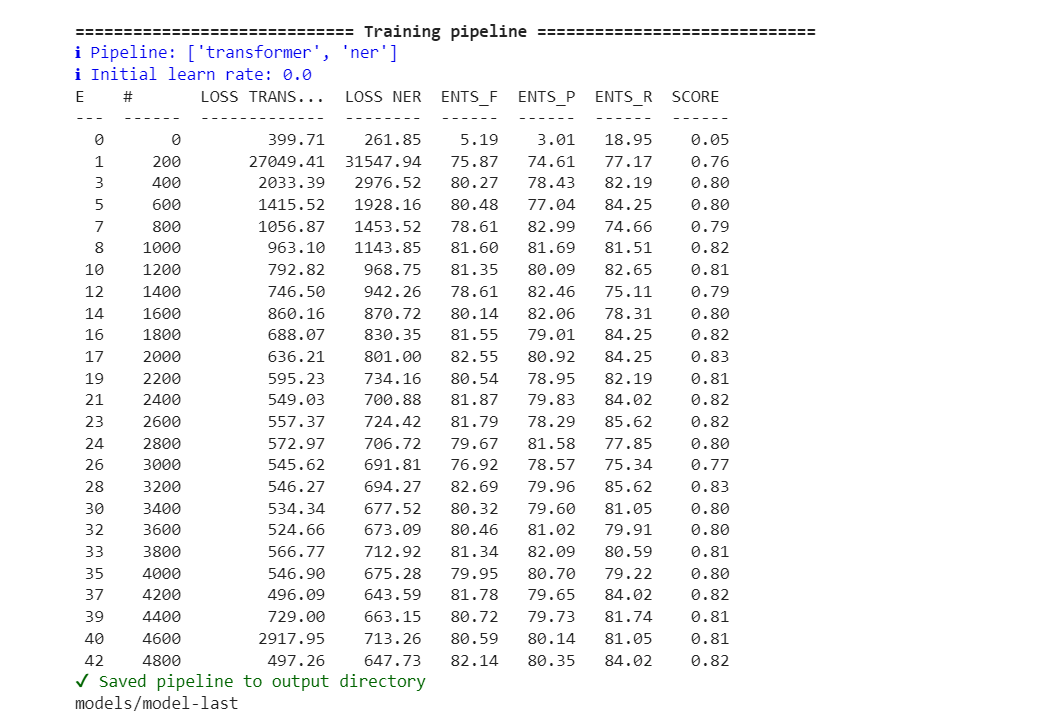 ============================= Training pipeline =============================
ℹ Pipeline: ['transformer', 'ner']
ℹ Initial learn rate: 0.0
E    #       LOSS TRANS...  LOSS NER  ENTS_F  ENTS_P  ENTS_R  SCORE
---  ------  -------------  --------  ------  ------  ------  ------
  0       0         399.71    261.85    5.19    3.01   18.95    0.05
  1     200       27049.41  31547.94   75.87   74.61   77.17    0.76
  3     400        2033.39   2976.52   80.27   78.43   82.19    0.80
  5     600        1415.52   1928.16   80.48   77.04   84.25    0.80
  7     800        1056.87   1453.52   78.61   82.99   74.66    0.79
  8    1000         963.10   1143.85   81.60   81.69   81.51    0.82
 10    1200         792.82    968.75   81.35   80.09   82.65    0.81
 12    1400         746.50    942.26   78.61   82.46   75.11    0.79
 14    1600         860.16    870.72   80.14   82.06   78.31    0.80
 16    1800         688.07    830.35   81.55   79.01   84.25    0.82
 17    2000         636.21    801.00   82.55   80.92   84.25    0.83
 19    2200         595.23    734.16   80.54   78.95   82.19    0.81
 21    2400         549.03    700.88   81.87   79.83   84.02    0.82
 23    2600         557.37    724.42   81.79   78.29   85.62    0.82
 24    2800         572.97    706.72   79.67   81.58   77.85    0.80
 26    3000         545.62    691.81   76.92   78.57   75.34    0.77
 28    3200         546.27    694.27   82.69   79.96   85.62    0.83
 30    3400         534.34    677.52   80.32   79.60   81.05    0.80
 32    3600         524.66    673.09   80.46   81.02   79.91    0.80
 33    3800         566.77    712.92   81.34   82.09   80.59    0.81
 35    4000         546.90    675.28   79.95   80.70   79.22    0.80
 37    4200         496.09    643.59   81.78   79.65   84.02    0.82
 39    4400         729.00    663.15   80.72   79.73   81.74    0.81
 40    4600        2917.95    713.26   80.59   80.14   81.05    0.81
 42    4800         497.26    647.73   82.14   80.35   84.02    0.82
✔ Saved pipeline to output directory
models/model-last